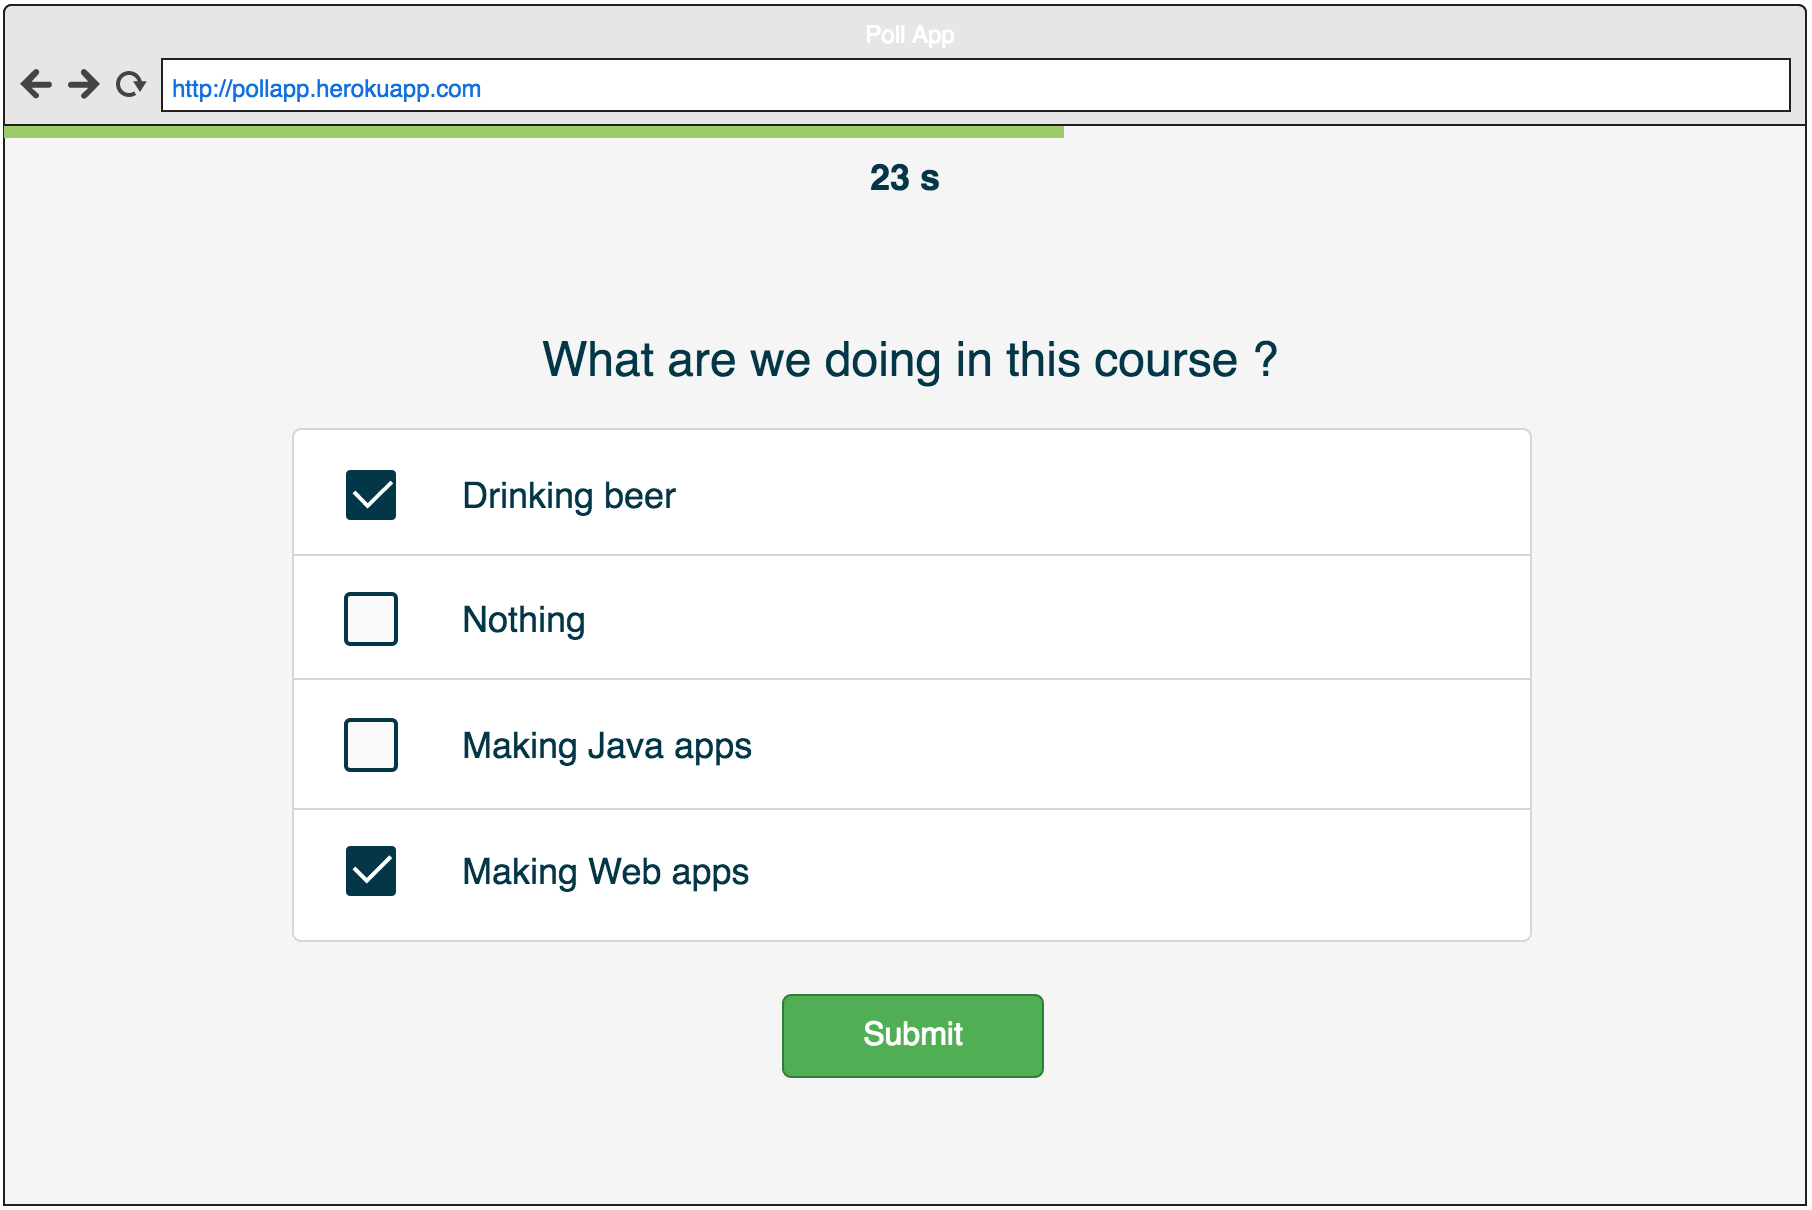 Poll App
http://pollapp.herokuapp.com
23 s
What are we doing in this course ?
Drinking beer
Nothing
Making Java apps
Making Web apps
Submit